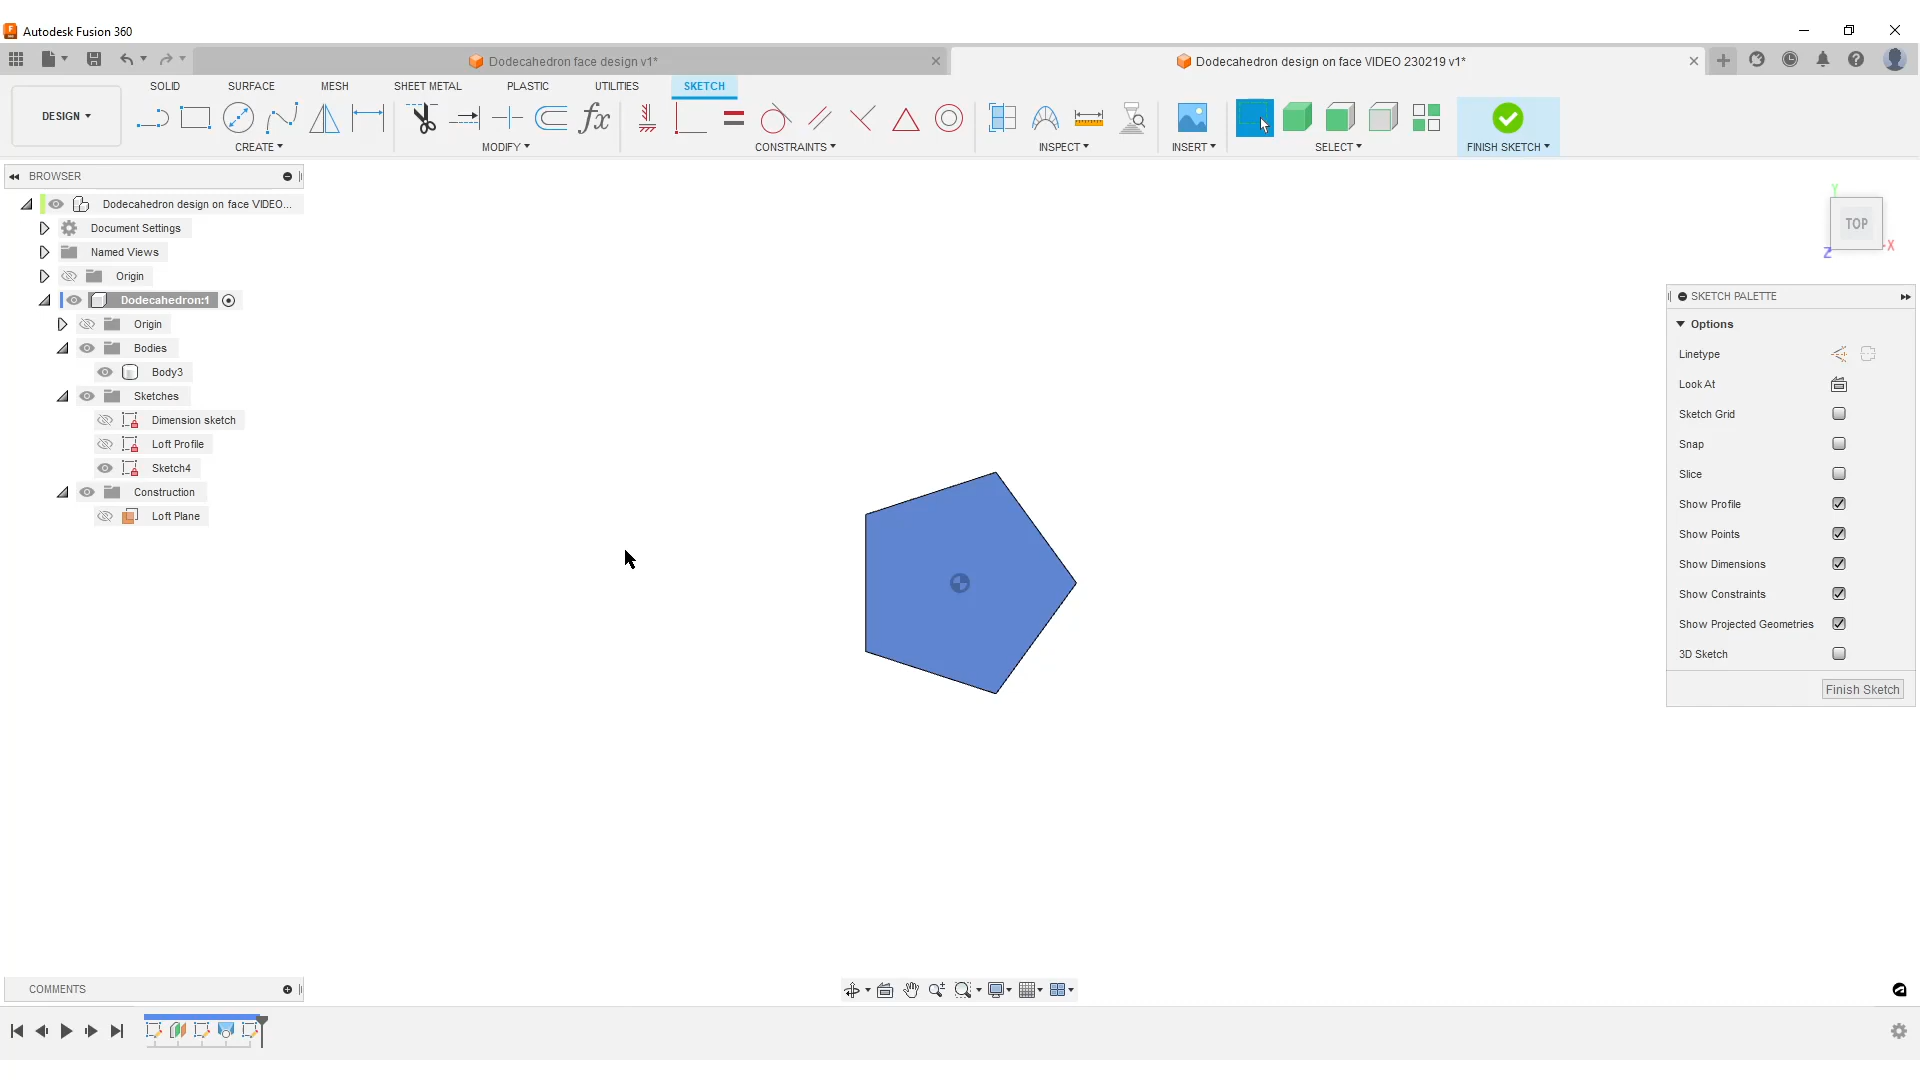 Autodesk Fusion 360
Dodecahedron face design v1*
Dodecahedron design on face VIDEO 230219 v1*
SOLID SURFACE MESH SHEET METAL PLASTIC UTILITIES SKETCH
DESIGN
fx
CREATE MODIFY CONSTRAINTS INSPECT INSERT SELECT FINISH SKETCH
BROWSER
Dodecahedron design on face VIDEO...
Document Settings
Named Views
Origin
Dodecahedron:1
Origin
Bodies
Body3
Sketches
Dimension sketch
Loft Profile
Sketch4
Construction
Loft Plane
Y
TOP
X
Z
SKETCH PALETTE
Options
Linetype
Look At
Sketch Grid
Snap
Slice
Show Profile
Show Points
Show Dimensions
Show Constraints
Show Projected Geometries
3D Sketch
Finish Sketch
COMMENTS